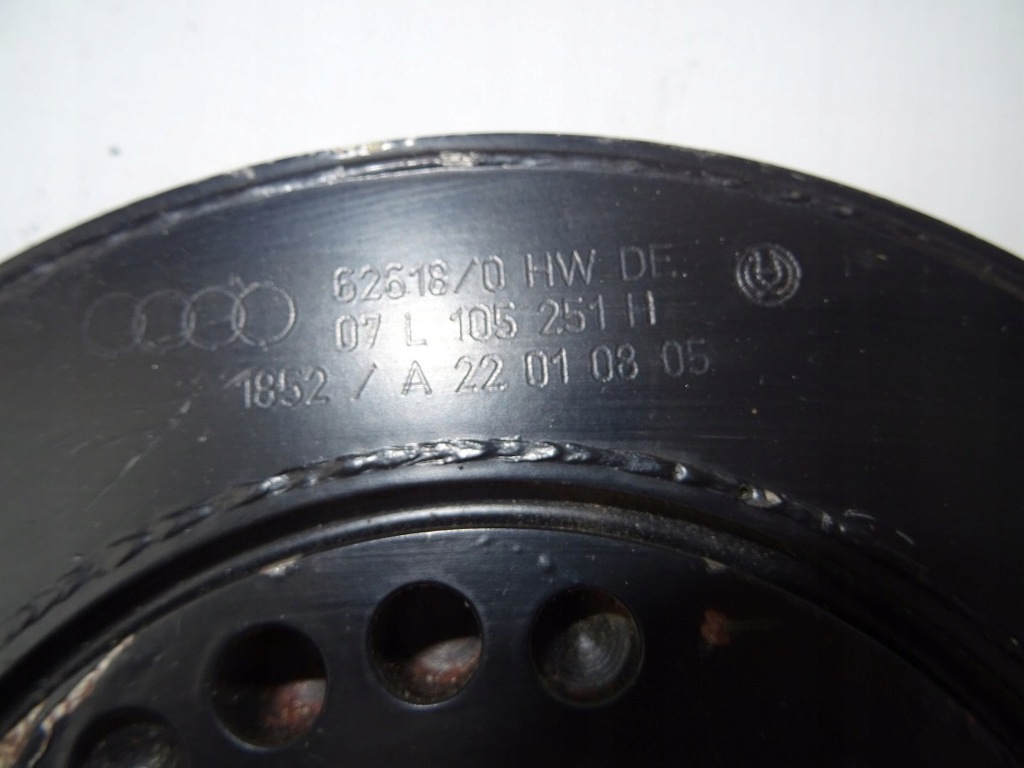 62618/0 HW DE.
07 L 105 251 H
1852 / A 22 01 08 05